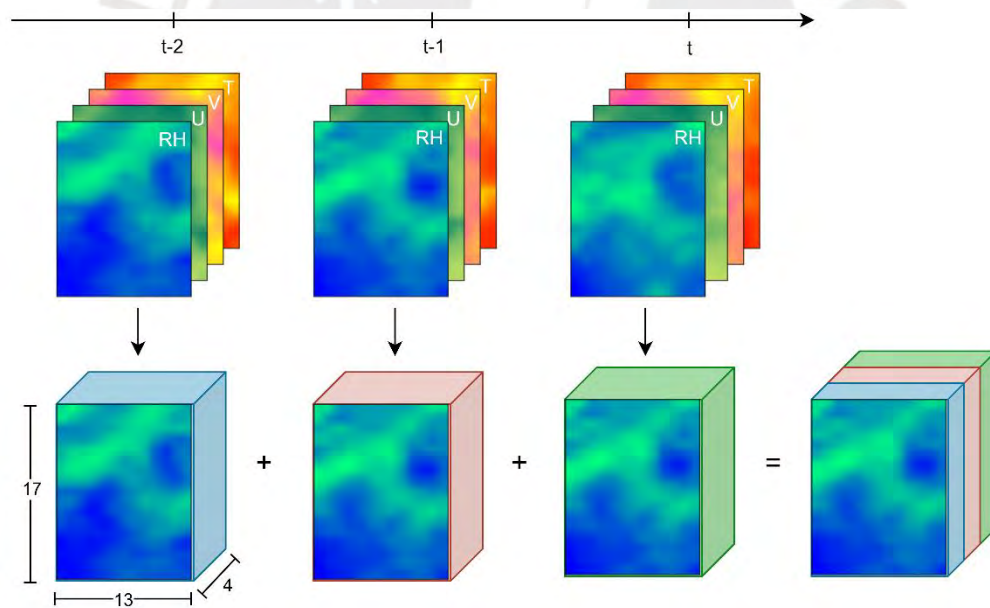 t-2
t-1
t
T
V
U
RH
T
V
U
RH
T
V
U
RH
+
+
=
17
13
4